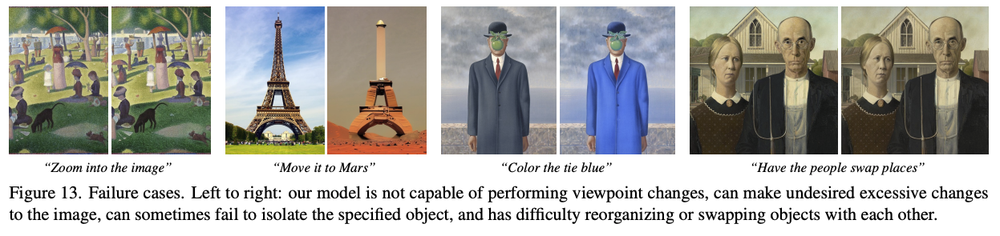 “Zoom into the image”
“Move it to Mars”
“Color the tie blue”
“Have the people swap places”
Figure 13. Failure cases. Left to right: our model is not capable of performing viewpoint changes, can make undesired excessive changes
to the image, can sometimes fail to isolate the specified object, and has difficulty reorganizing or swapping objects with each other.